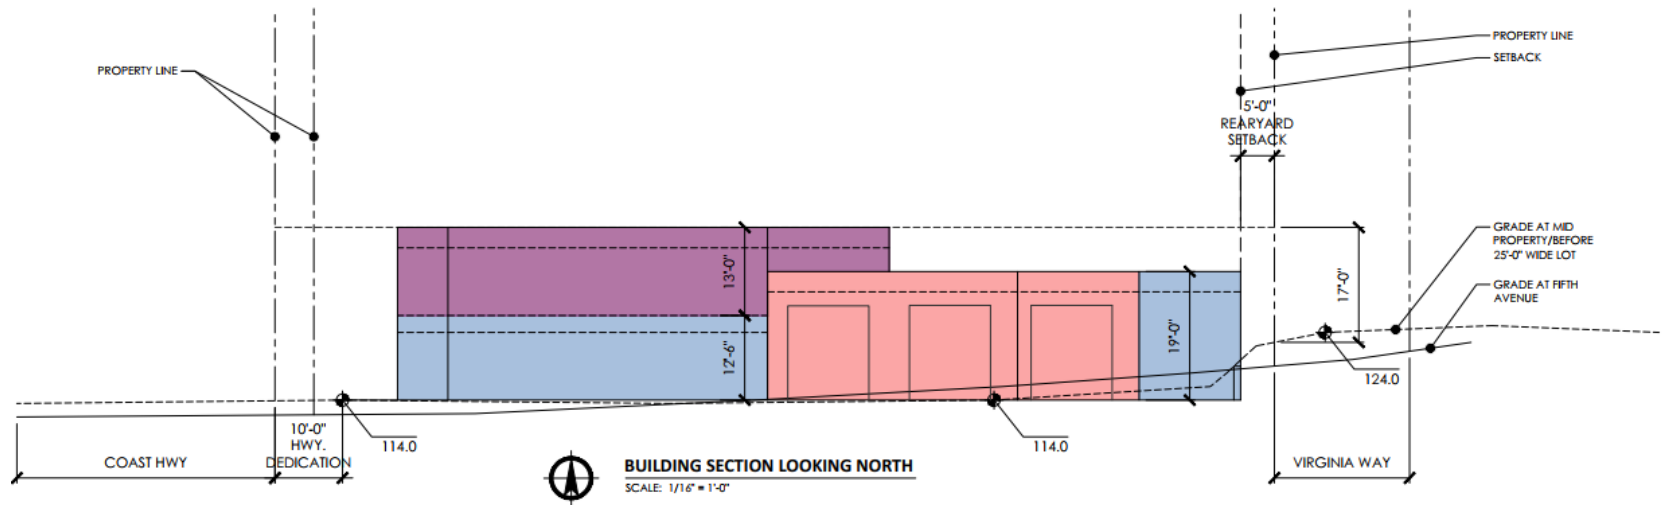 PROPERTY LINE
PROPERTY LINE
SETBACK
5'-0"
REARYARD
SETBACK
GRADE AT MID
PROPERTY/BEFORE
25'-0" WIDE LOT
GRADE AT FIFTH
AVENUE
13'-0"
12'-6"
19'-0"
17'-0"
124.0
114.0
114.0
10'-0"
HWY.
DEDICATION
COAST HWY
VIRGINIA WAY
BUILDING SECTION LOOKING NORTH
SCALE: 1/16" = 1'-0"